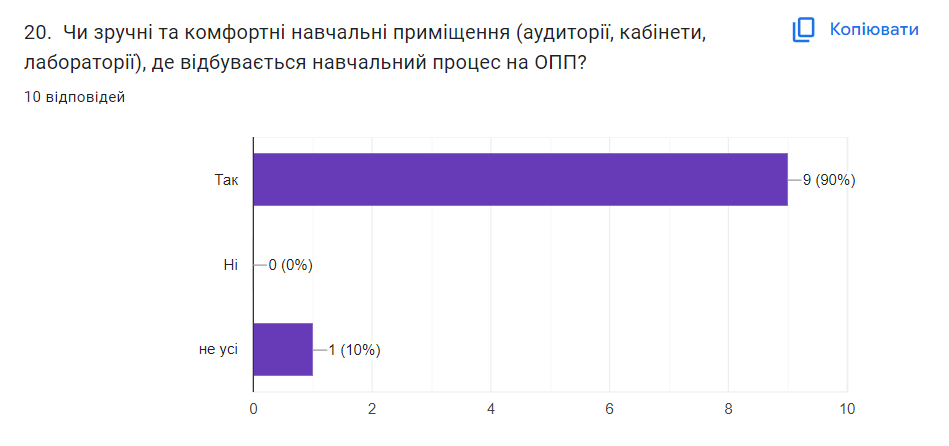 20. Чи зручні та комфортні навчальні приміщення (аудиторії, кабінети,
лабораторії), де відбувається навчальний процес на ОПП?
Копіювати
10 відповідей
Так
9 (90%)
Ні
0 (0%)
не усі
1 (10%)
0 2 4 6 8 10